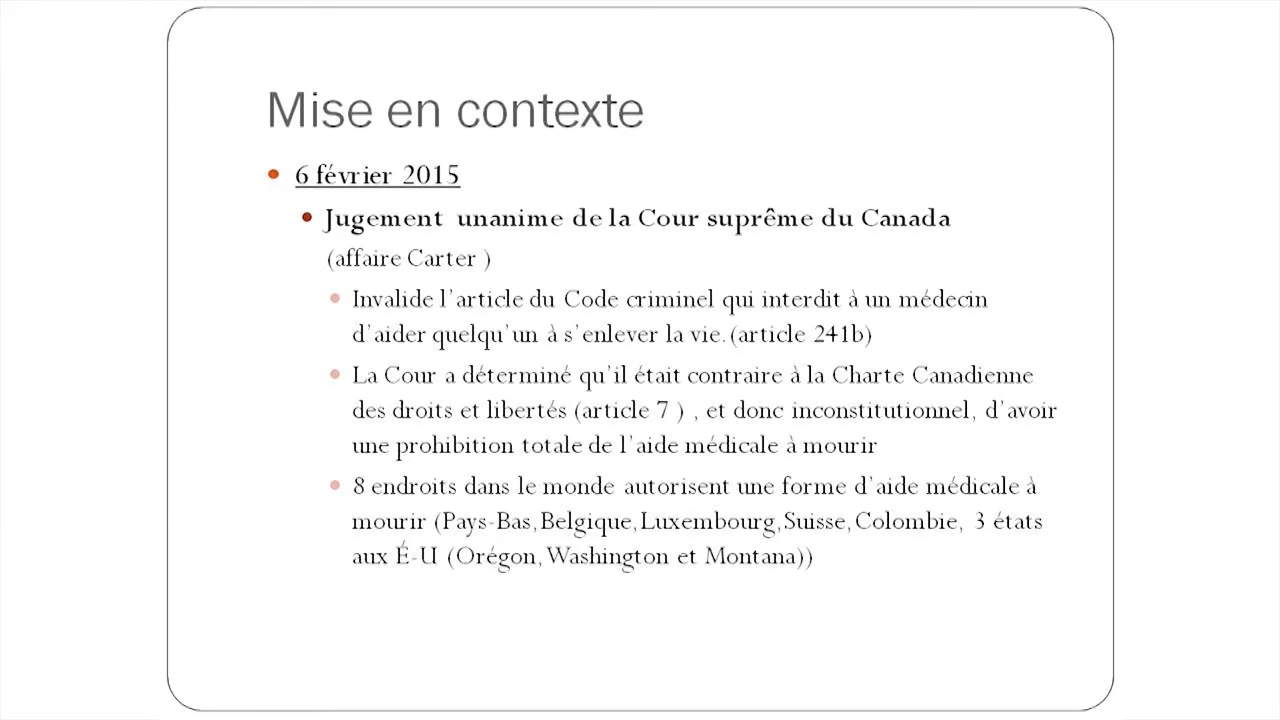 Mise en contexte
6 février 2015
Jugement unanime de la Cour suprême du Canada
(affaire Carter )
Invalide l'article du Code criminel qui interdit à un médecin
d'aider quelqu'un à s'enlever la vie.(article 241b)
La Cour a déterminé qu'il était contraire à la Charte Canadienne
des droits et libertés (article 7 ) , et donc inconstitutionnel, d'avoir
une prohibition totale de l'aide médicale à mourir
8 endroits dans le monde autorisent une forme d'aide médicale à
mourir (Pays-Bas,Belgique,Luxembourg,Suisse,Colombie, 3 états
aux É-U (Orégon,Washington et Montana))